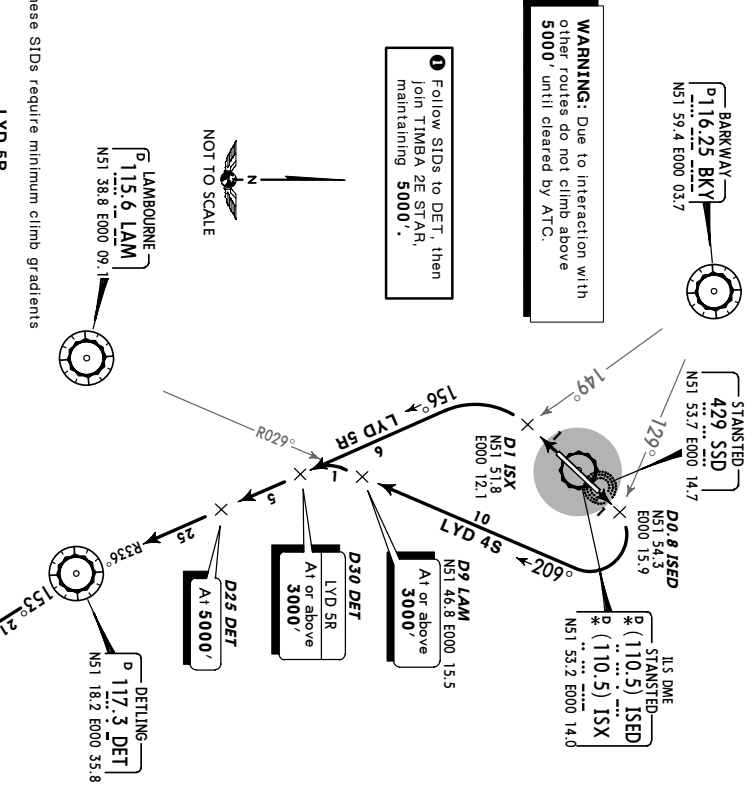 BARKWAY
D 116.25 BKY
N51 59.4 E000 03.7
WARNING: Due to interaction with
other routes do not climb above
5000' until cleared by ATC.
❶ Follow SIDs to DET, then
join TIMBA 2E STAR,
maintaining 5000'.
N
NOT TO SCALE
D LAMBOURNE
115.6 LAM
N51 38.8 E000 09.1
hese SIDs require minimum climb gradients
LYD 5R
STANSTED
429 SSD
N51 53.7 E000 14.7
149°
129°
1
1
D1 ISX
N51 51.8
E000 12.1
D0.8 ISED
N51 54.3
E000 15.9
ILS DME
STANSTED
D * (110.5) ISED
D * (110.5) ISX
N51 53.2 E000 14.0
156°
LYD 5R
6
R029°
1
10
LYD 4S
209°
D9 LAM
N51 46.8 E000 15.5
At or above
3000'
D30 DET
LYD 5R
At or above
3000'
5
D25 DET
At 5000'
25
R336°
DETLING
D 117.3 DET
N51 18.2 E000 35.8
153°
21